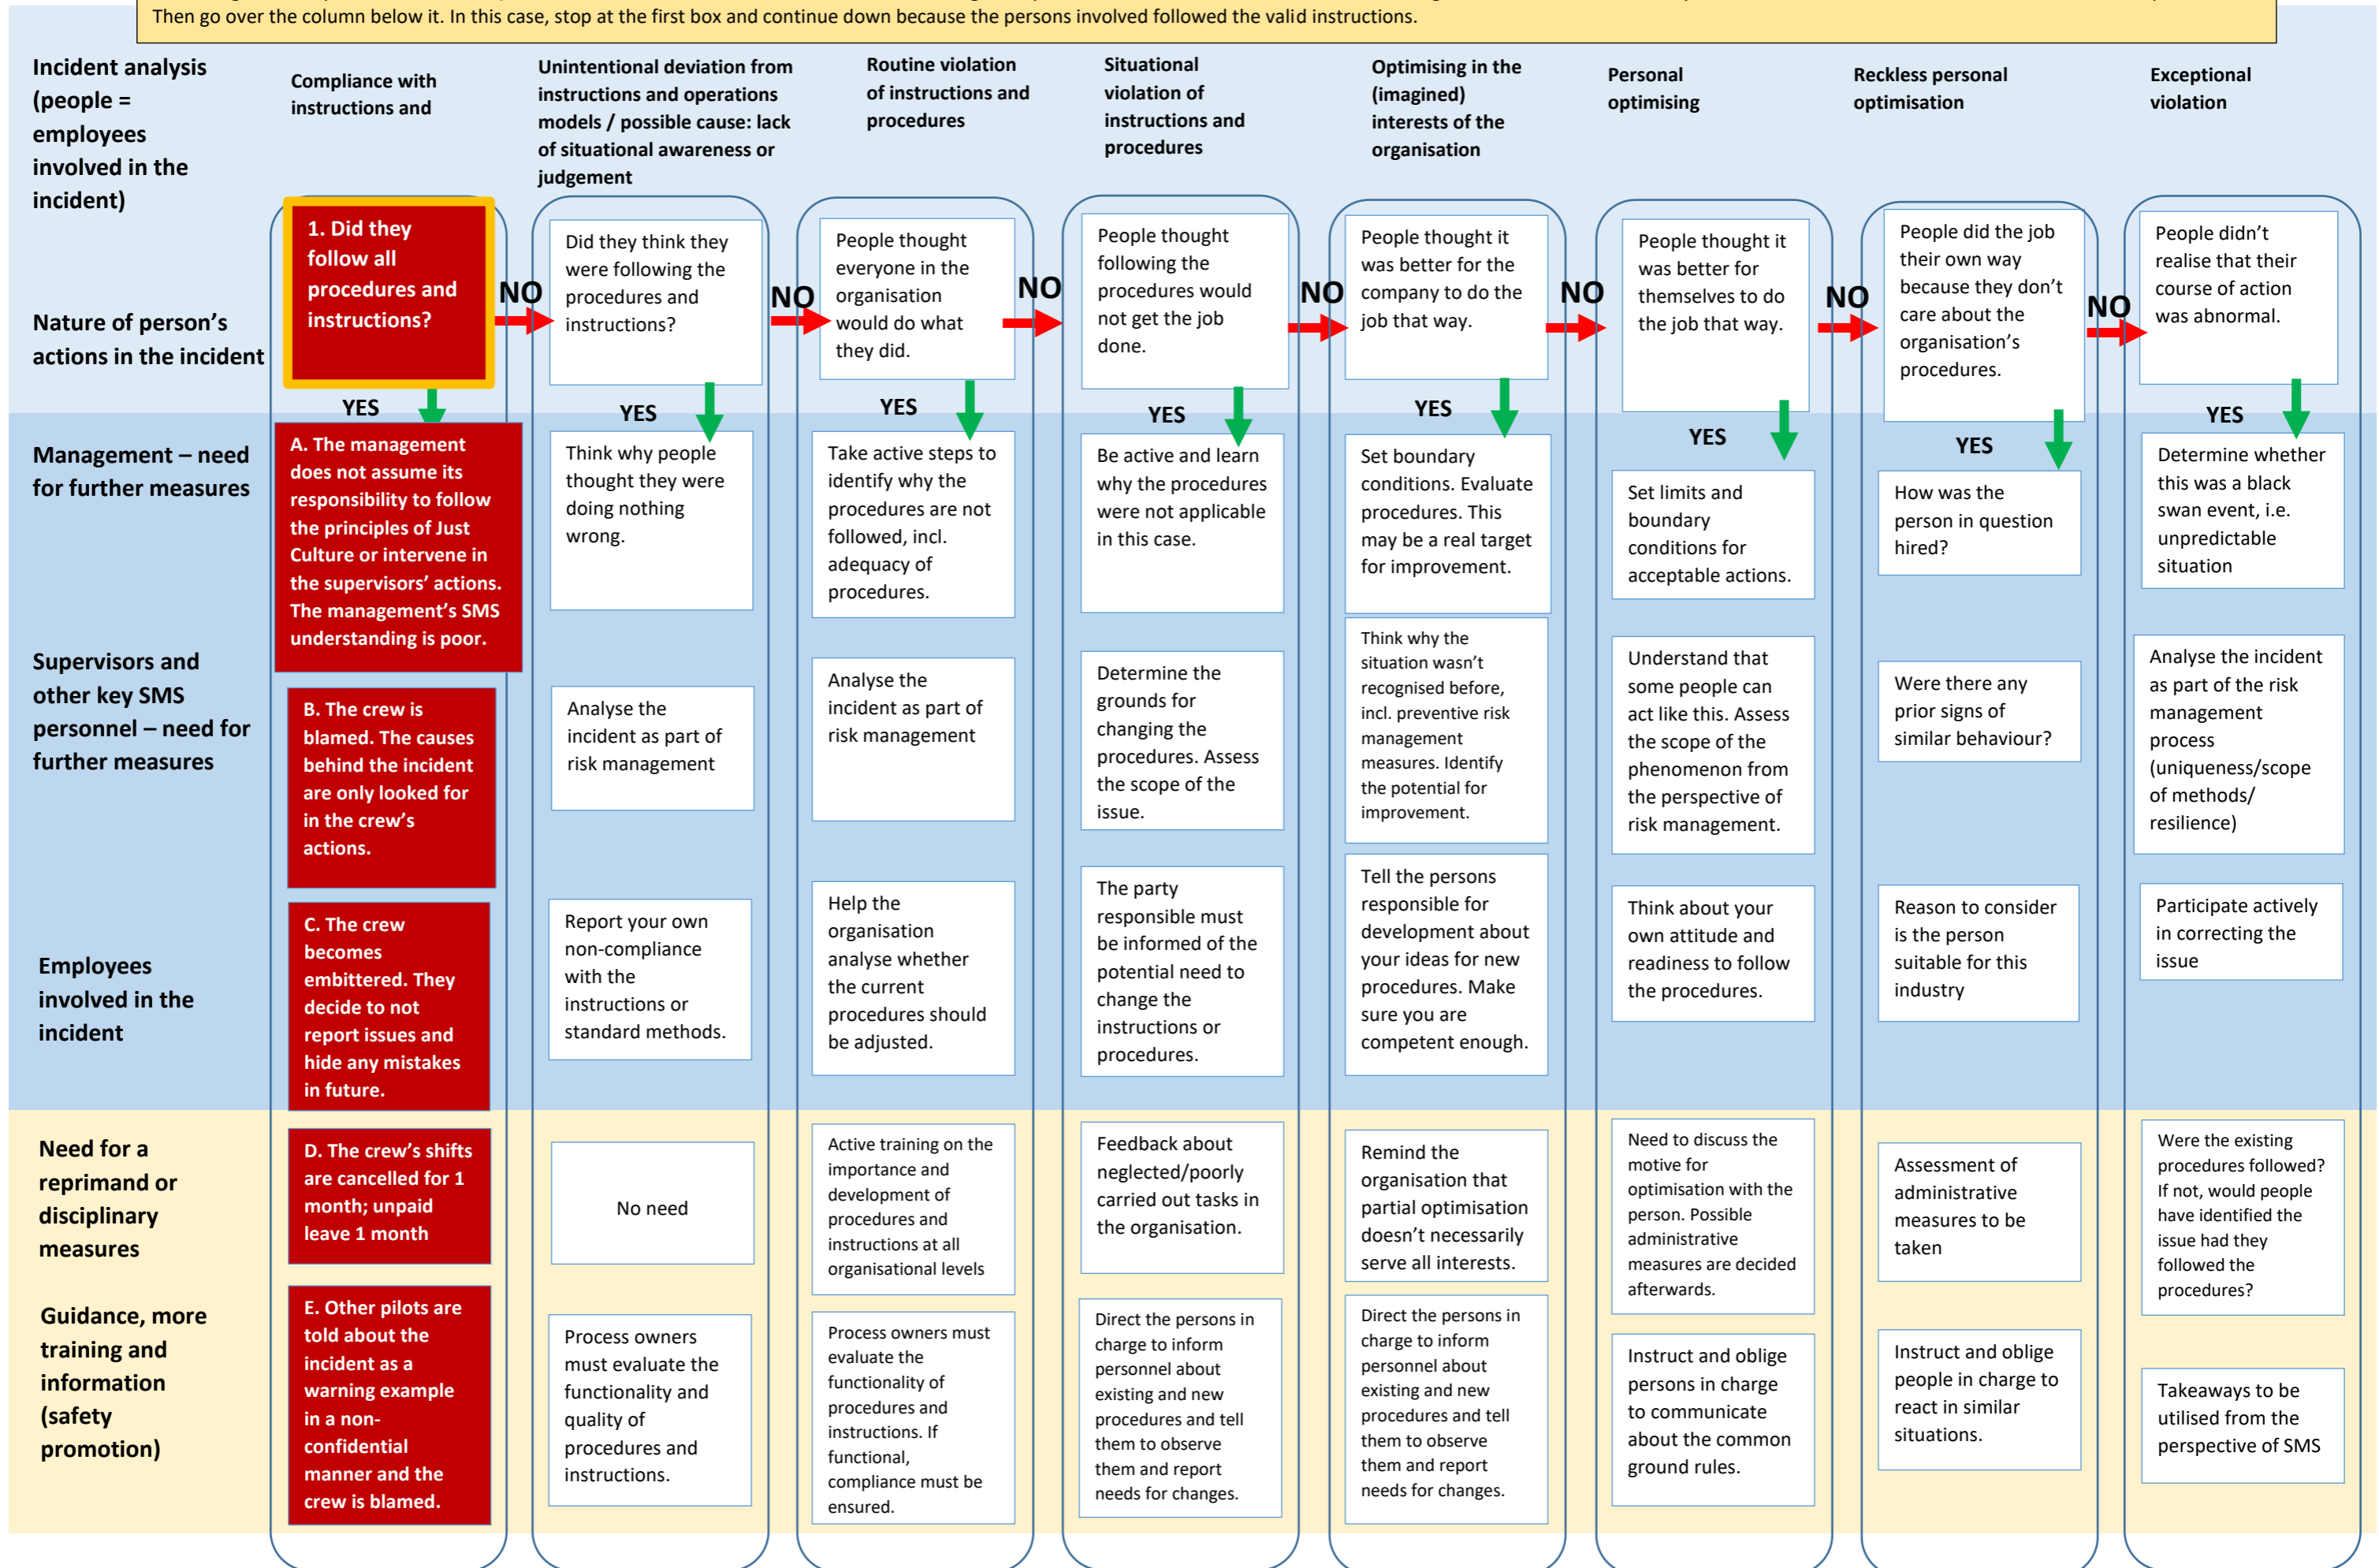 Then go over the column below it. In this case, stop at the first box and continue down because the persons involved followed the valid instructions.
Incident analysis
(people =
employees
involved in the
incident)
Compliance with
instructions and
Unintentional deviation from
instructions and operations
models / possible cause: lack
of situational awareness or
judgement
Routine violation
of instructions and
procedures
Situational
violation of
instructions and
procedures
Optimising in the
(imagined)
interests of the
organisation
Personal
optimising
Reckless personal
optimisation
Exceptional
violation
Nature of person's
actions in the incident
1. Did they
follow all
procedures and
instructions?
NO
Did they think they
were following the
procedures and
instructions?
NO
People thought
everyone in the
organisation
would do what
they did.
NO
People thought
following the
procedures would
not get the job
done.
NO
People thought it
was better for the
company to do the
job that way.
NO
People thought it
was better for
themselves to do
the job that way.
NO
People did the job
their own way
because they don't
care about the
organisation's
procedures.
NO
People didn't
realise that their
course of action
was abnormal.
YES
YES
YES
YES
YES
YES
YES
YES
Management – need
for further measures
A. The management
does not assume its
responsibility to follow
the principles of Just
Culture or intervene in
the supervisors' actions.
The management's SMS
understanding is poor.
Think why people
thought they were
doing nothing
wrong.
Take active steps to
identify why the
procedures are not
followed, incl.
adequacy of
procedures.
Be active and learn
why the procedures
were not applicable
in this case.
Set boundary
conditions. Evaluate
procedures. This
may be a real target
for improvement.
Set limits and
boundary
conditions for
acceptable actions.
How was the
person in question
hired?
Determine whether
this was a black
swan event, i.e.
unpredictable
situation
Supervisors and
other key SMS
personnel – need for
further measures
B. The crew is
blamed. The causes
behind the incident
are only looked for
in the crew's
actions.
Analyse the
incident as part of
risk management
Analyse the
incident as part of
risk management
Determine the
grounds for
changing the
procedures. Assess
the scope of the
issue.
Think why the
situation wasn't
recognised before,
incl. preventive risk
management
measures. Identify
the potential for
improvement.
Understand that
some people can
act like this. Assess
the scope of the
phenomenon from
the perspective of
risk management.
Were there any
prior signs of
similar behaviour?
Analyse the incident
as part of the risk
management
process
(uniqueness/scope
of methods/
resilience)
Employees
involved in the
incident
C. The crew
becomes
embittered. They
decide to not
report issues and
hide any mistakes
in future.
Report your own
non-compliance
with the
instructions or
standard methods.
Help the
organisation
analyse whether
the current
procedures should
be adjusted.
The party
responsible must
be informed of the
potential need to
change the
instructions or
procedures.
Tell the persons
responsible for
development about
your ideas for new
procedures. Make
sure you are
competent enough.
Think about your
own attitude and
readiness to follow
the procedures.
Reason to consider
is the person
suitable for this
industry
Participate actively
in correcting the
issue
Need for a
reprimand or
disciplinary
measures
D. The crew's shifts
are cancelled for 1
month; unpaid
leave 1 month
No need
Active training on the
importance and
development of
procedures and
instructions at all
organisational levels
Feedback about
neglected/poorly
carried out tasks in
the organisation.
Remind the
organisation that
partial optimisation
doesn't necessarily
serve all interests.
Need to discuss the
motive for
optimisation with the
person. Possible
administrative
measures are decided
afterwards.
Assessment of
administrative
measures to be
taken
Were the existing
procedures followed?
If not, would people
have identified the
issue had they
followed the
procedures?
Guidance, more
training and
information
(safety
promotion)
E. Other pilots are
told about the
incident as a
warning example
in a non-
confidential
manner and the
crew is blamed.
Process owners
must evaluate the
functionality and
quality of
procedures and
instructions.
Process owners must
evaluate the
functionality of
procedures and
instructions. If
functional,
compliance must be
ensured.
Direct the persons in
charge to inform
personnel about
existing and new
procedures and tell
them to observe
them and report
needs for changes.
Direct the persons in
charge to inform
personnel about
existing and new
procedures and tell
them to observe
them and report
needs for changes.
Instruct and oblige
persons in charge
to communicate
about the common
ground rules.
Instruct and oblige
people in charge to
react in similar
situations.
Takeaways to be
utilised from the
perspective of SMS